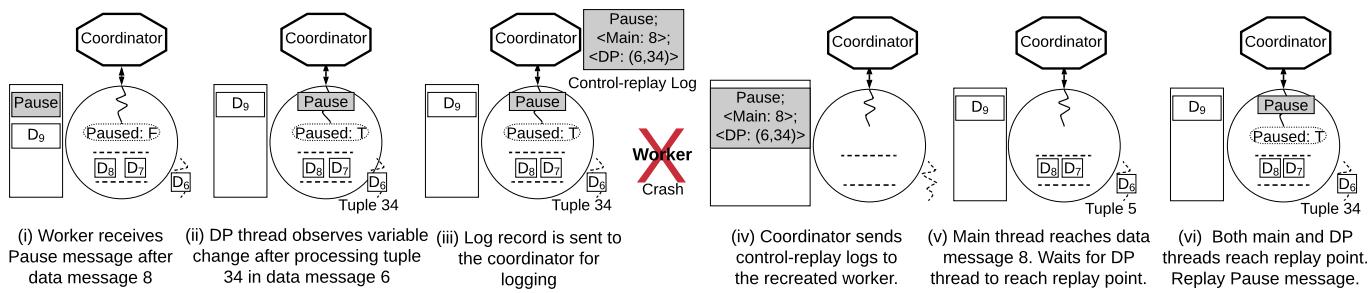 Coordinator
Pause
D9
Paused: F
D8 D7
D6
(i) Worker receives
Pause message after
data message 8
Coordinator
D9
Pause
Paused: T
D8 D7
D6
Tuple 34
(ii) DP thread observes variable
change after processing tuple
34 in data message 6
Coordinator
Pause;
<Main: 8>;
<DP: (6,34)>
Control-replay Log
D9
Pause
Paused: T
D8 D7
D6
Tuple 34
(iii) Log record is sent to
the coordinator for
logging
Worker
Crash
Coordinator
Pause;
<Main: 8>;
<DP: (6,34)>
(iv) Coordinator sends
control-replay logs to
the recreated worker.
Coordinator
D9
D8 D7
D6
Tuple 5
(v) Main thread reaches data
message 8. Waits for DP
thread to reach replay point.
Coordinator
D9
Pause
Paused: T
D8 D7
D6
Tuple 34
(vi) Both main and DP
threads reach replay point.
Replay Pause message.